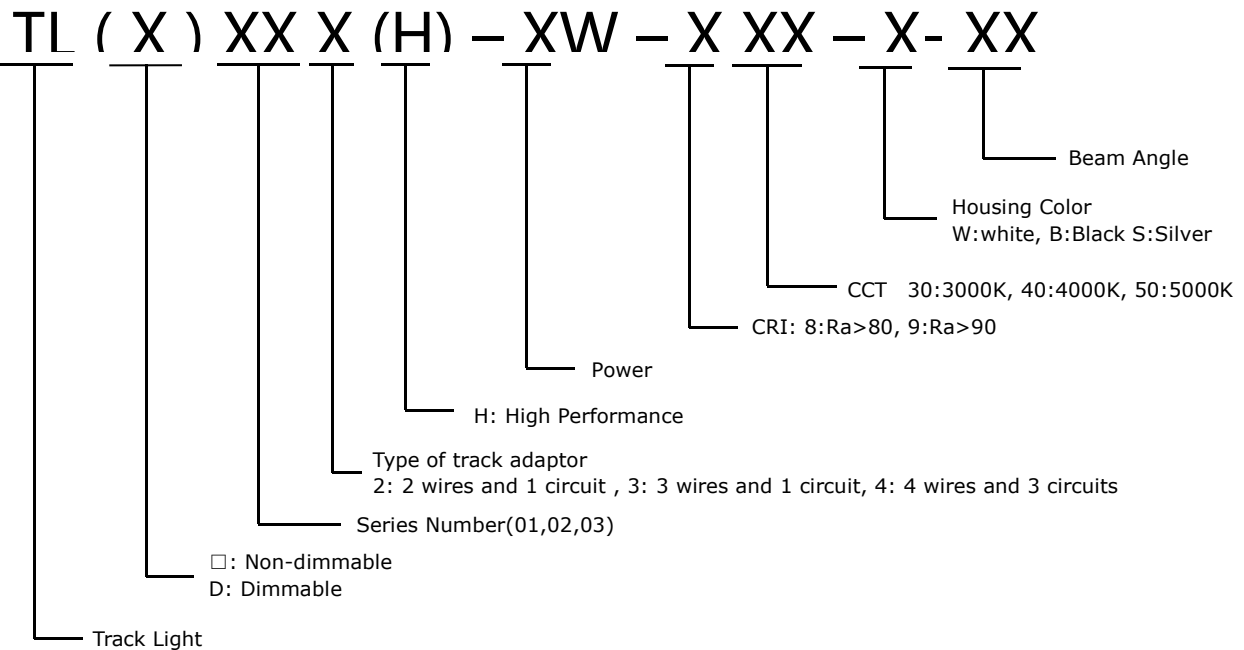 TL ( X ) XX X (H) – XW – X XX – X- XX
Beam Angle
Housing Color
W:white, B:Black S:Silver
CCT 30:3000K, 40:4000K, 50:5000K
CRI: 8:Ra>80, 9:Ra>90
Power
H: High Performance
Type of track adaptor
2: 2 wires and 1 circuit , 3: 3 wires and 1 circuit, 4: 4 wires and 3 circuits
Series Number(01,02,03)
□: Non-dimmable
D: Dimmable
Track Light